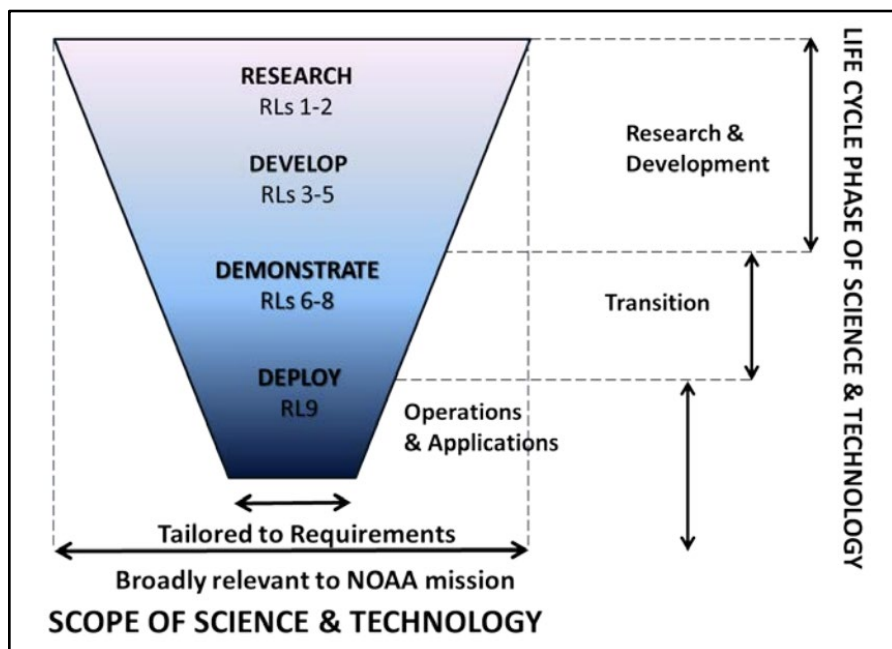 RESEARCH
RLs 1-2
DEVELOP
RLs 3-5
DEMONSTRATE
RLs 6-8
DEPLOY
RL9
Research &
Development
Transition
Operations
& Applications
LIFE CYCLE PHASE OF SCIENCE & TECHNOLOGY
Tailored to Requirements
Broadly relevant to NOAA mission
SCOPE OF SCIENCE & TECHNOLOGY